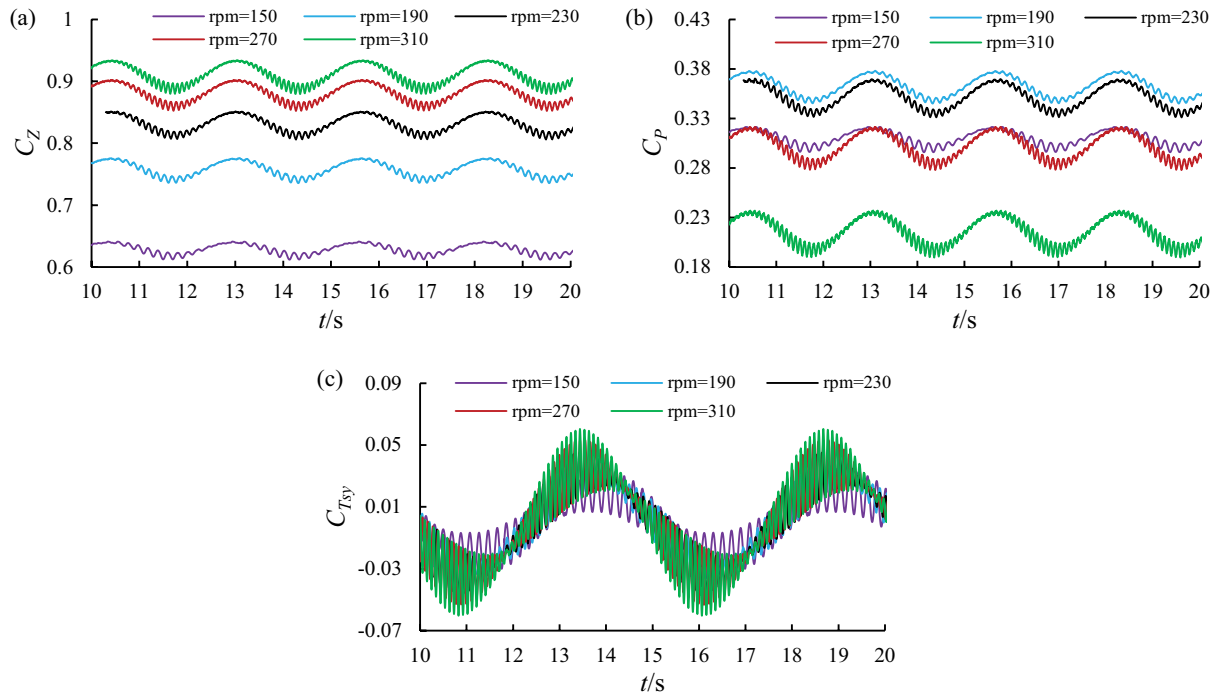 (a)
rpm=150 rpm=190 rpm=230
rpm=270 rpm=310
1
0.9
0.8
0.7
0.6
C_Z
10 11 12 13 14 15 16 17 18 19 20
t/s
(b)
rpm=150 rpm=190 rpm=230
rpm=270 rpm=310
0.38
0.33
0.28
0.23
0.18
C_P
10 11 12 13 14 15 16 17 18 19 20
t/s
(c)
rpm=150 rpm=190 rpm=230
rpm=270 rpm=310
0.09
0.05
0.01
-0.03
-0.07
C_Tsy
10 11 12 13 14 15 16 17 18 19 20
t/s